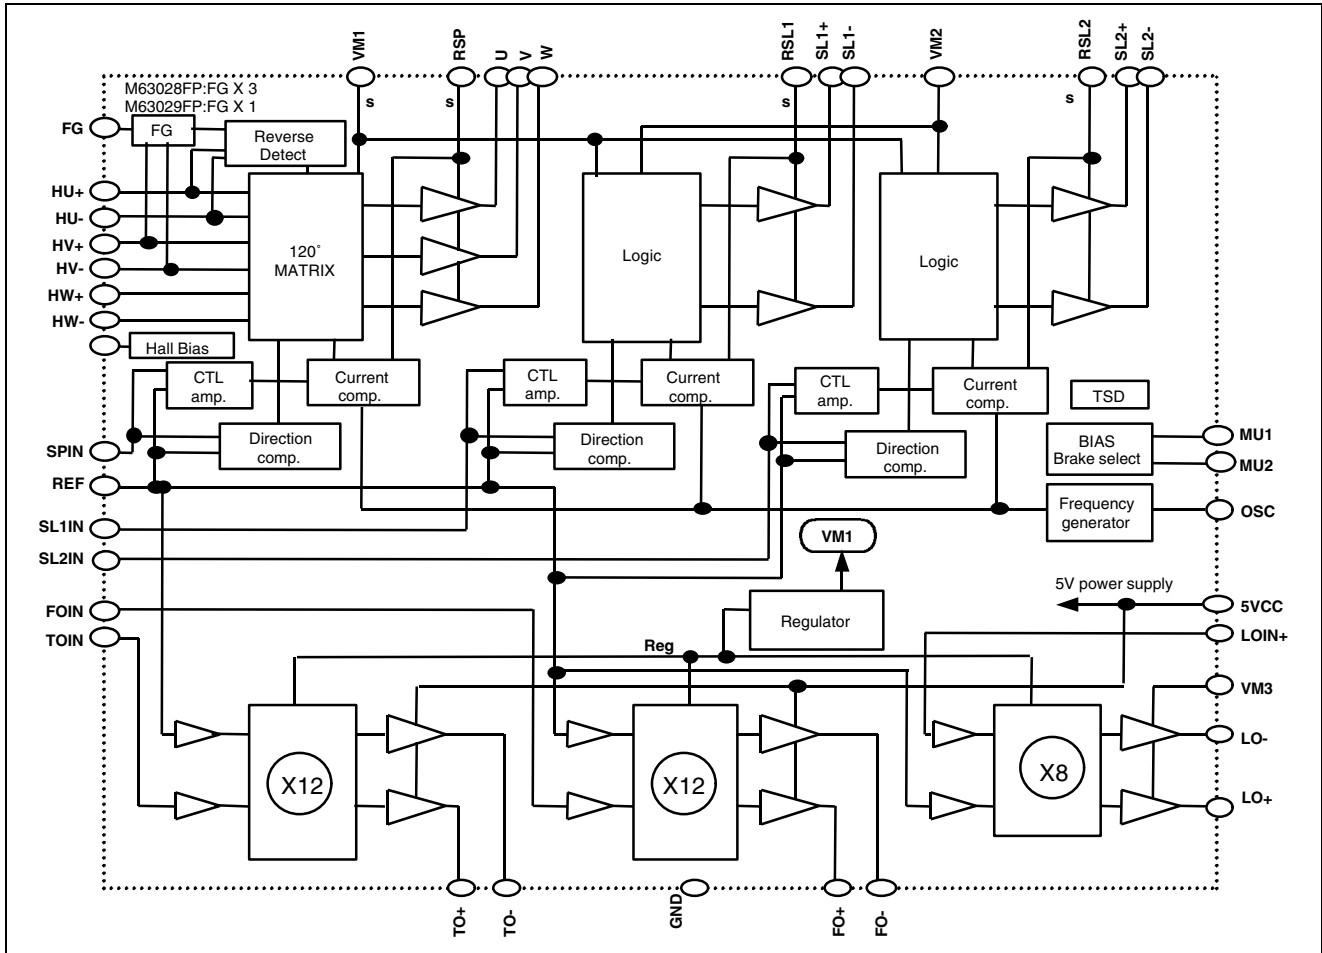 VM1
RSP
U
V
W
RSL1
SL1+
SL1-
VM2
RSL2
SL2+
SL2-
M63028FP:FG X 3
M63029FP:FG X 1
s
s
s
s
FG
FG
Reverse
Detect
HU+
HU-
HV+
HV-
HW+
HW-
120°
MATRIX
Logic
Logic
Hall Bias
CTL
amp.
Current
comp.
CTL
amp.
Current
comp.
CTL
amp.
Current
comp.
TSD
Direction
comp.
Direction
comp.
Direction
comp.
BIAS
Brake select
MU1
MU2
SPIN
REF
SL1IN
SL2IN
Frequency
generator
OSC
VM1
5V power supply
5VCC
FOIN
TOIN
Regulator
LOIN+
Reg
VM3
X12
X12
X8
LO-
LO+
TO+
TO-
GND
FO+
FO-